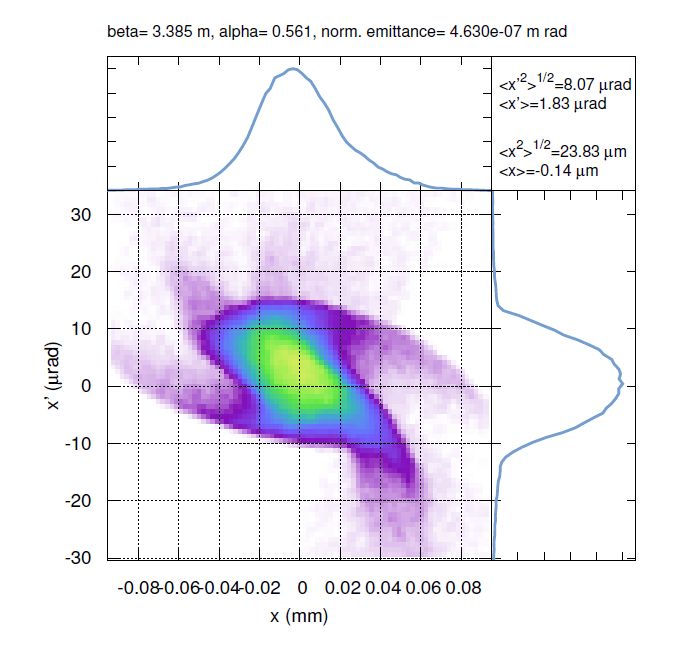 beta= 3.385 m, alpha= 0.561, norm. emittance= 4.630e-07 m rad
<x'²>¹/²=8.07 μrad
<x'>=1.83 μrad
<x²>¹/²=23.83 μm
<x>=-0.14 μm
30
20
10
0
-10
-20
-30
x' (μrad)
-0.08-0.06-0.04-0.02 0 0.02 0.04 0.06 0.08
x (mm)